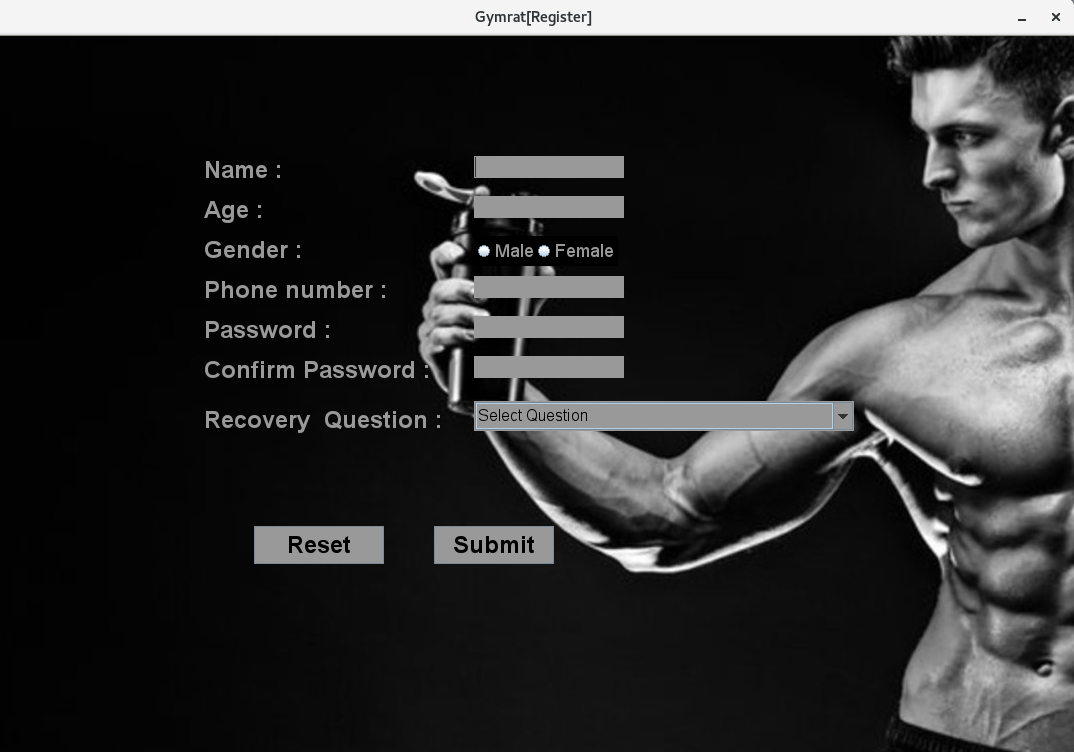 Gymrat[Register]
Name :
Age :
Gender : Male Female
Phone number :
Password :
Confirm Password :
Recovery  Question : Select Question
Reset Submit